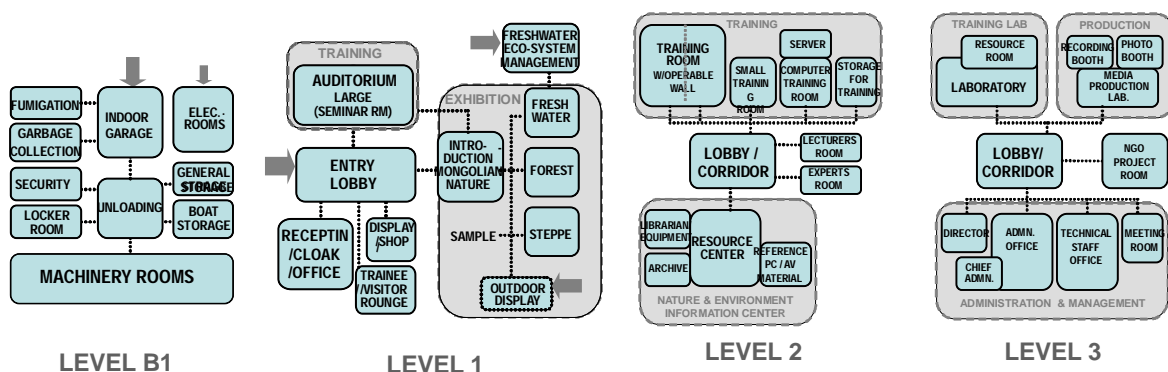 FUMIGATION
GARBAGE
COLLECTION
SECURITY
LOCKER
ROOM
INDOOR
GARAGE
UNLOADING
ELEC.
ROOMS
GENERAL
STORAGE
BOAT
STORAGE
MACHINERY ROOMS
LEVEL B1
TRAINING
AUDITORIUM
LARGE
(SEMINAR RM)
ENTRY
LOBBY
RECEPTIN
/CLOAK
/OFFICE
DISPLAY
/SHOP
TRAINEE
/VISITOR
ROUNGE
FRESHWATER
ECO-SYSTEM
MANAGEMENT
EXHIBITION
INTRO-
DUCTION
MONGOLIAN
NATURE
FRESH
WATER
FOREST
SAMPLE
STEPPE
OUTDOOR
DISPLAY
LEVEL 1
TRAINING
TRAINING
ROOM
W/OPERABLE
WALL
SMALL
TRAININ
G
ROOM
SERVER
COMPUTER
TRAINING
ROOM
STORAGE
FOR
TRAINING
LOBBY /
CORRIDOR
LECTURERS
ROOM
EXPERTS
ROOM
LIBRARIAN
EQUIPMENT
ARCHIVE
RESOURCE
CENTER
REFERENCE
PC / AV
MATERIAL
NATURE & ENVIRONMENT
INFORMATION CENTER
LEVEL 2
TRAINING LAB
RESOURCE
ROOM
LABORATORY
PRODUCTION
RECORDING
BOOTH
PHOTO
BOOTH
MEDIA
PRODUCTION
LAB.
LOBBY/
CORRIDOR
NGO
PROJECT
ROOM
DIRECTOR
CHIEF
ADMN.
ADMN.
OFFICE
TECHNICAL
STAFF
OFFICE
MEETING
ROOM
ADMINISTRATION & MANAGEMENT
LEVEL 3